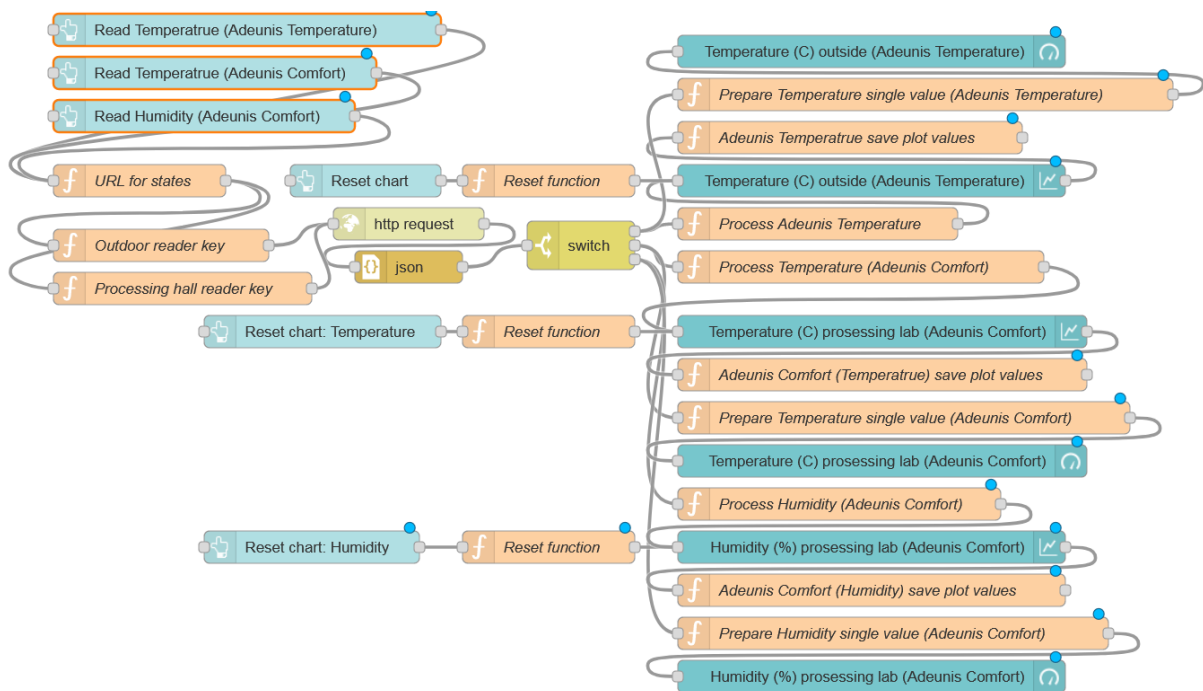 Read Temperatrue (Adeunis Temperature)
Read Temperatrue (Adeunis Comfort)
Read Humidity (Adeunis Comfort)
URL for states
Outdoor reader key
Processing hall reader key
Reset chart
Reset function
http request
{} json
switch
Reset chart: Temperature
Reset function
Reset chart: Humidity
Reset function
Temperature (C) outside (Adeunis Temperature)
Prepare Temperature single value (Adeunis Temperature)
Adeunis Temperatrue save plot values
Temperature (C) outside (Adeunis Temperature)
Process Adeunis Temperature
Process Temperature (Adeunis Comfort)
Temperature (C) prosessing lab (Adeunis Comfort)
Adeunis Comfort (Temperatrue) save plot values
Prepare Temperature single value (Adeunis Comfort)
Temperature (C) prosessing lab (Adeunis Comfort)
Process Humidity (Adeunis Comfort)
Humidity (%) prosessing lab (Adeunis Comfort)
Adeunis Comfort (Humidity) save plot values
Prepare Humidity single value (Adeunis Comfort)
Humidity (%) prosessing lab (Adeunis Comfort)